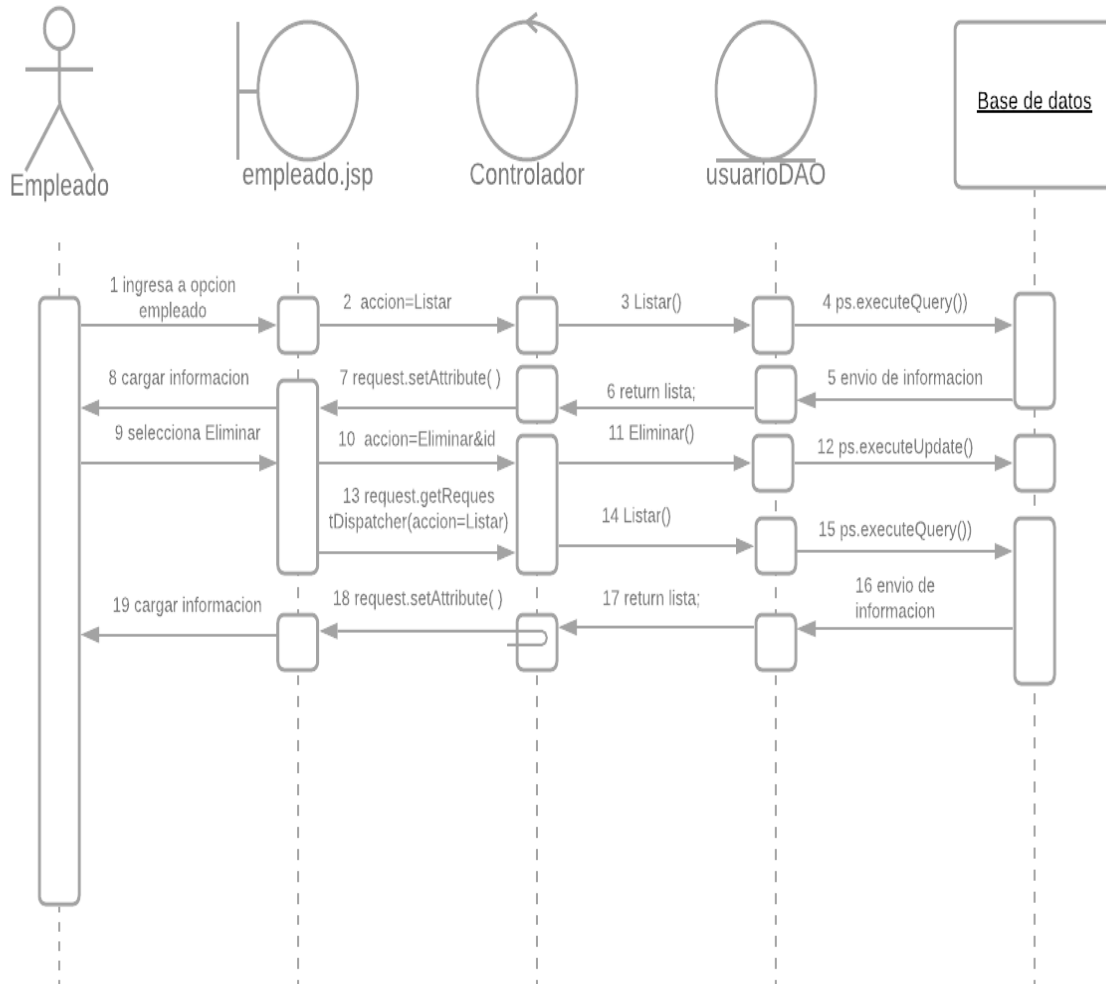 Empleado
empleado.jsp
Controlador
usuarioDAO
Base de datos
1 ingresa a opcion
empleado
2 accion=Listar
3 Listar()
4 ps.executeQuery())
8 cargar informacion
7 request.setAttribute( )
6 return lista;
5 envio de informacion
9 selecciona Eliminar
10 accion=Eliminar&id
11 Eliminar()
12 ps.executeUpdate()
13 request.getReques
tDispatcher(accion=Listar)
14 Listar()
15 ps.executeQuery())
19 cargar informacion
18 request.setAttribute( )
17 return lista;
16 envio de
informacion